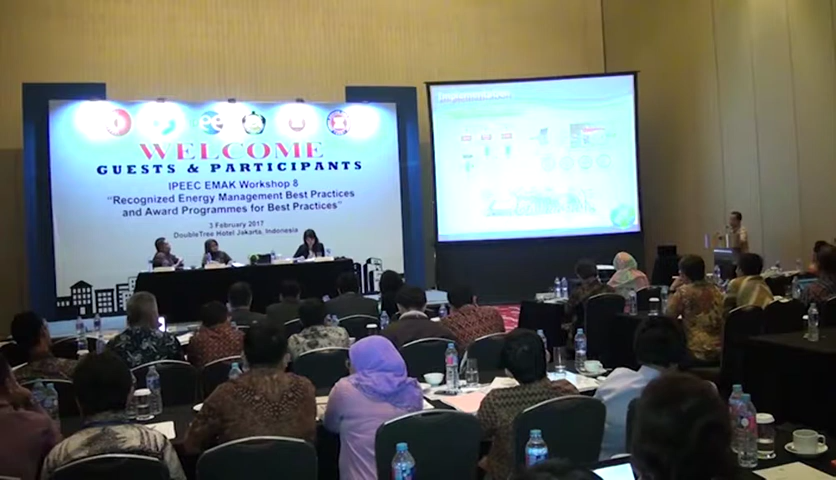 WELCOME
GUESTS & PARTICIPANTS
IPEEC EMAK Workshop 8
"Recognized Energy Management Best Practices
and Award Programmes for Best Practices"
3 February 2017
DoubleTree Hotel Jakarta, Indonesia
Implementation